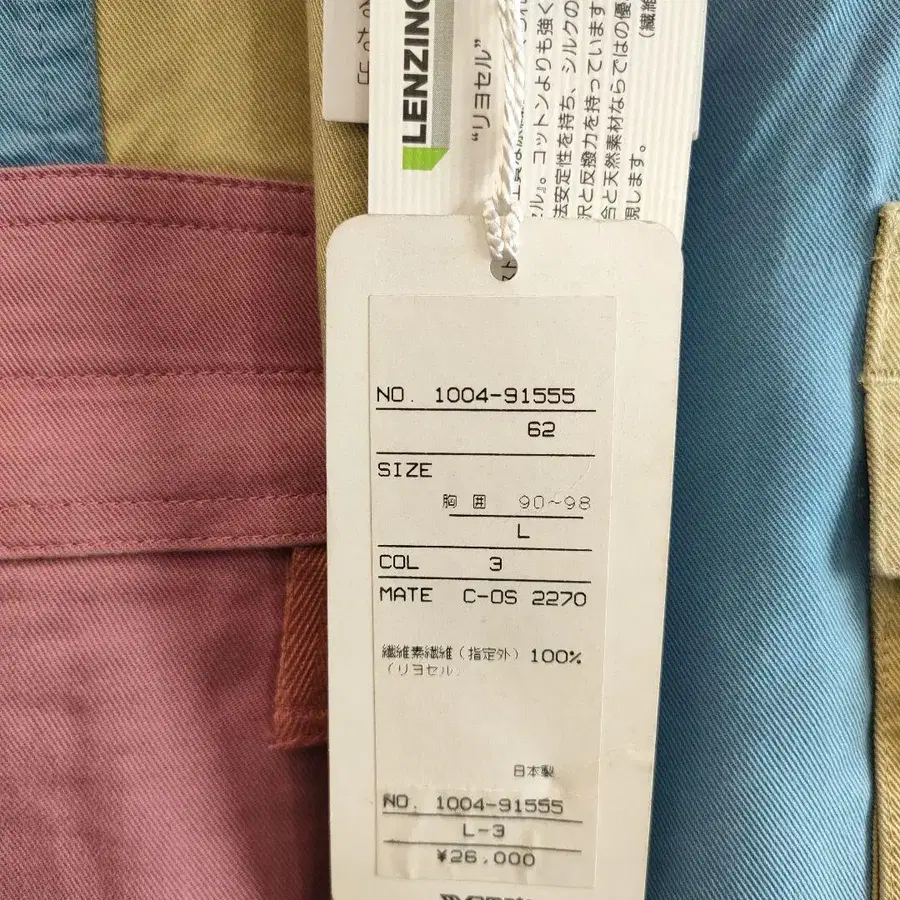 LENZING
“リヨセル”
ル』。コットンよりも強く
法安定性を持ち、シルクの
沢と反撥力を持っています
合と天然素材ならではの優
現します。
(繊維
NO. 1004-91555
62
SIZE
胸 囲 90～98
L
COL 3
MATE C-OS 2270
繊維素繊維(指定外) 100%
(リヨセル)
日本製
NO. 1004-91555
L-3
¥26,000